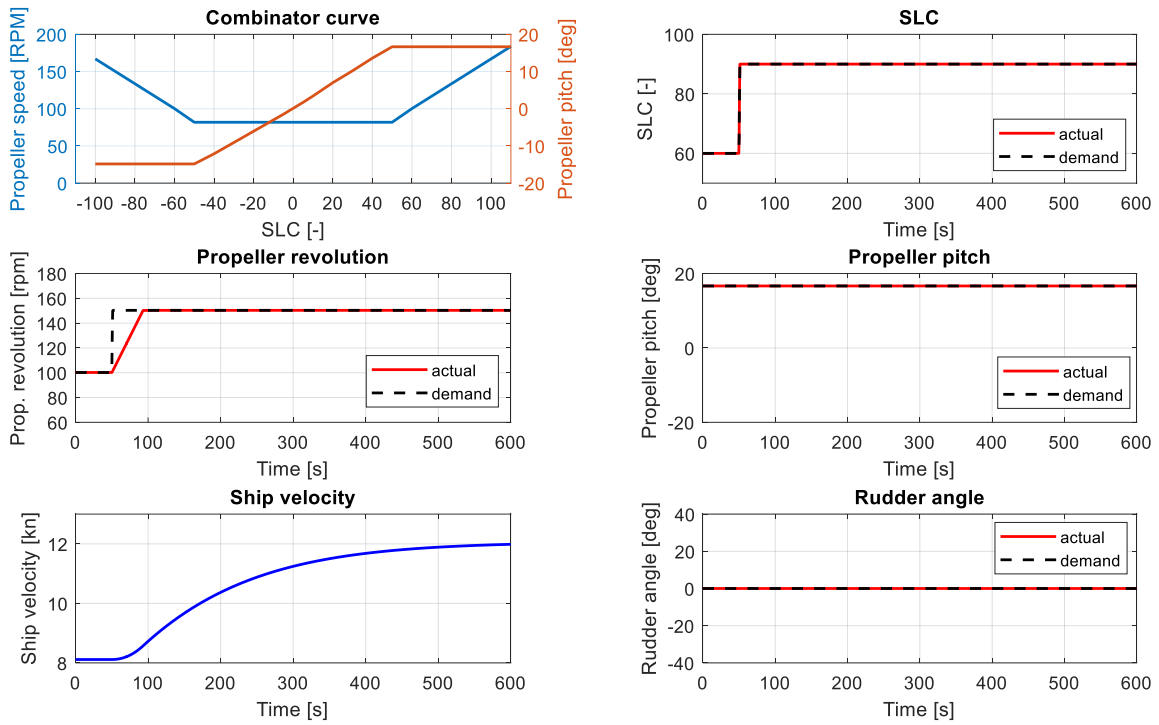 Combinator curve
Propeller speed [RPM]
200
150
100
50
0
Propeller pitch [deg]
20
10
0
-10
-20
-100 -80 -60 -40 -20 0 20 40 60 80 100
SLC [-]
SLC
SLC [-]
100
80
60
actual
demand
0 100 200 300 400 500 600
Time [s]
Propeller revolution
Prop. revolution [rpm]
180
160
140
120
100
80
60
actual
demand
0 100 200 300 400 500 600
Time [s]
Propeller pitch
Propeller pitch [deg]
20
0
-20
actual
demand
0 100 200 300 400 500 600
Time [s]
Ship velocity
Ship velocity [kn]
12
10
8
0 100 200 300 400 500 600
Time [s]
Rudder angle
Rudder angle [deg]
40
20
0
-20
-40
actual
demand
0 100 200 300 400 500 600
Time [s]